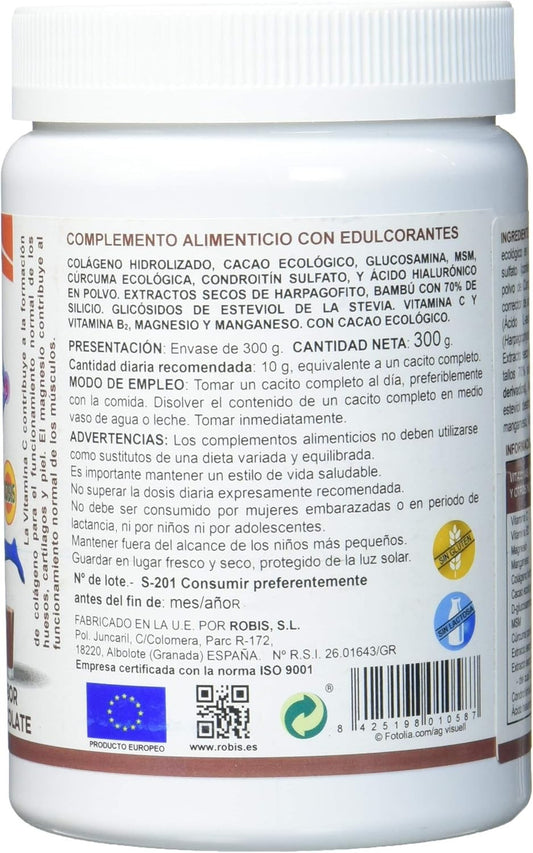 La Vitamina C contribuye a la formación
de colágeno para el funcionamiento normal de los
huesos, cartílagos y piel. El magnesio contribuye al
funcionamiento normal de los músculos.
COMPLEMENTO ALIMENTICIO CON EDULCORANTES
COLÁGENO HIDROLIZADO, CACAO ECOLÓGICO, GLUCOSAMINA, MSM,
CÚRCUMA ECOLÓGICA, CONDROITÍN SULFATO, Y ÁCIDO HIALURÓNICO
EN POLVO. EXTRACTOS SECOS DE HARPAGOFITO, BAMBÚ CON 70% DE
SILICIO. GLICÓSIDOS DE ESTEVIOL DE LA STEVIA. VITAMINA C Y
VITAMINA B₂, MAGNESIO Y MANGANESO. CON CACAO ECOLÓGICO.
PRESENTACIÓN: Envase de 300 g. CANTIDAD NETA: 300 g.
Cantidad diaria recomendada: 10 g, equivalente a un cacito completo.
MODO DE EMPLEO: Tomar un cacito completo al día, preferiblemente
con la comida. Disolver el contenido de un cacito completo en medio
vaso de agua o leche. Tomar inmediatamente.
ADVERTENCIAS: Los complementos alimenticios no deben utilizarse
como sustitutos de una dieta variada y equilibrada.
Es importante mantener un estilo de vida saludable.
No superar la dosis diaria expresamente recomendada.
No debe ser consumido por mujeres embarazadas o en periodo de
lactancia, ni por niños ni por adolescentes.
Mantener fuera del alcance de los niños más pequeños.
Guardar en lugar fresco y seco, protegido de la luz solar.
SIN GLUTEN
Nº de lote.- S-201 Consumir preferentemente
antes del fin de: mes/añoR
SIN LACTOSA
FABRICADO EN LA U.E. POR ROBIS, S.L.
Pol. Juncaril, C/Colomera, Parc R-172,
18220, Albolote (Granada) ESPAÑA. Nº R.S.I. 26.01643/GR
Empresa certificada con la norma ISO 9001
PRODUCTO EUROPEO
www.robis.es
®
8 425198 010587
© Fotolia.com/ag visuell